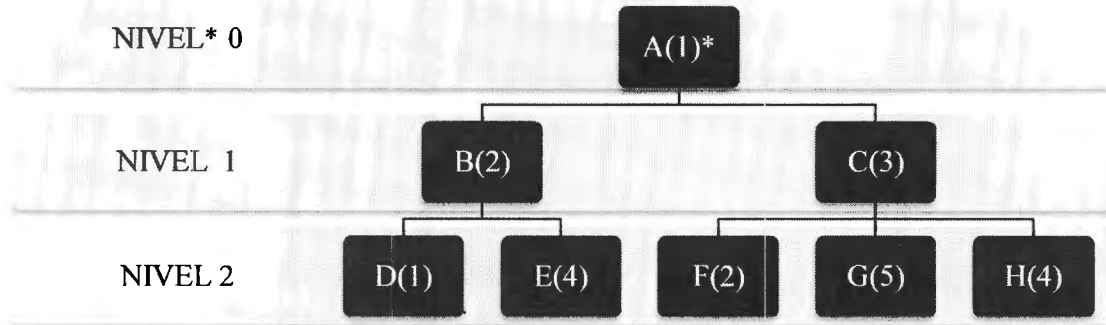 NIVEL* 0
A(1)*
NIVEL 1
B(2)
C(3)
NIVEL 2
D(1)
E(4)
F(2)
G(5)
H(4)